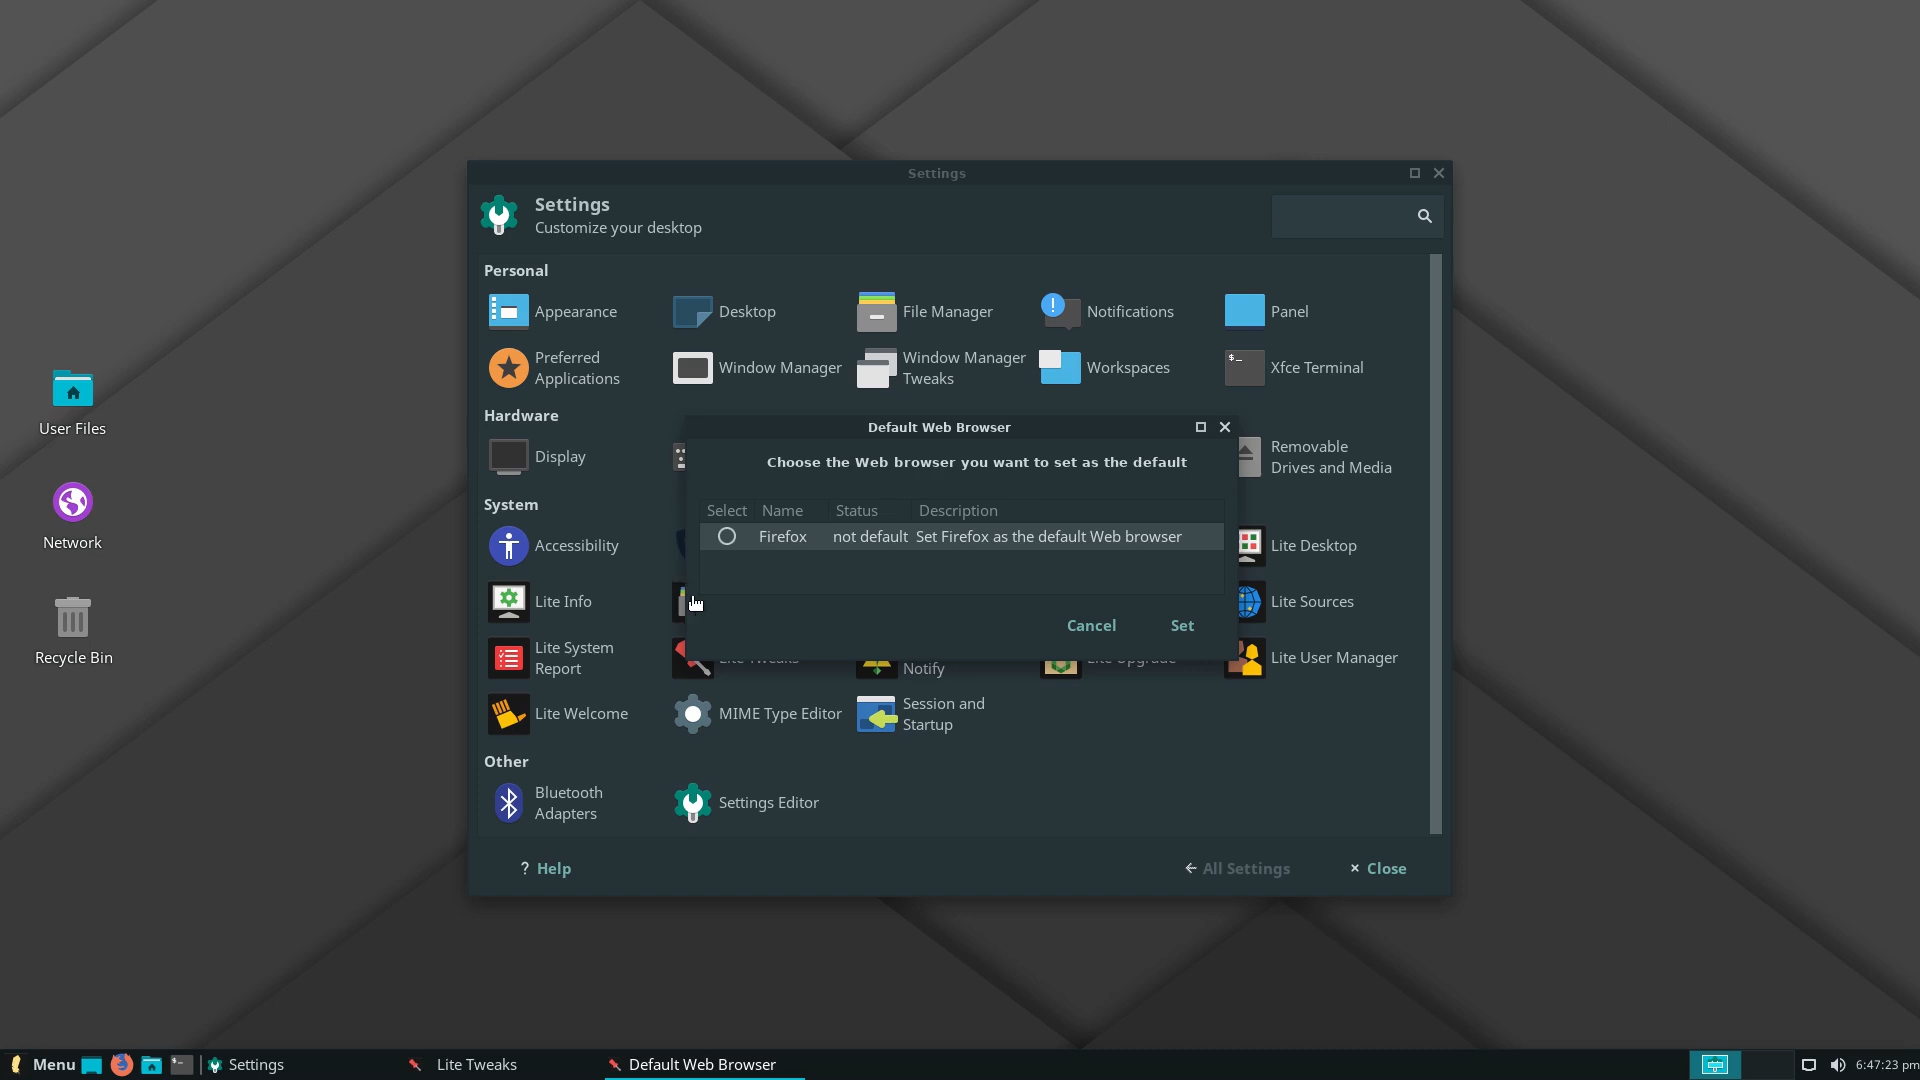 Settings
Settings
Customize your desktop
Personal
Appearance
Desktop
File Manager
Notifications
Panel
Preferred
Applications
Window Manager
Window Manager
Tweaks
Workspaces
$_
Xfce Terminal
Hardware
Display
Removable
Drives and Media
System
Accessibility
Lite Desktop
Lite Info
Lite Sources
Lite System
Report
Lite Tweaks
Notify
Lite Upgrade
Lite User Manager
Lite Welcome
MIME Type Editor
Session and
Startup
Other
Bluetooth
Adapters
Settings Editor
? Help
All Settings
Close
Default Web Browser
Choose the Web browser you want to set as the default
Select Name Status Description
Firefox not default Set Firefox as the default Web browser
Cancel Set
User Files
Network
Recycle Bin
Menu
$_
Settings
Lite Tweaks
Default Web Browser
6:47:23 pm